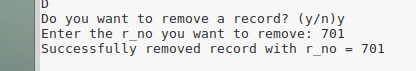 D
Do you want to remove a record? (y/n)y
Enter the r_no you want to remove: 701
Successfully removed record with r_no = 701